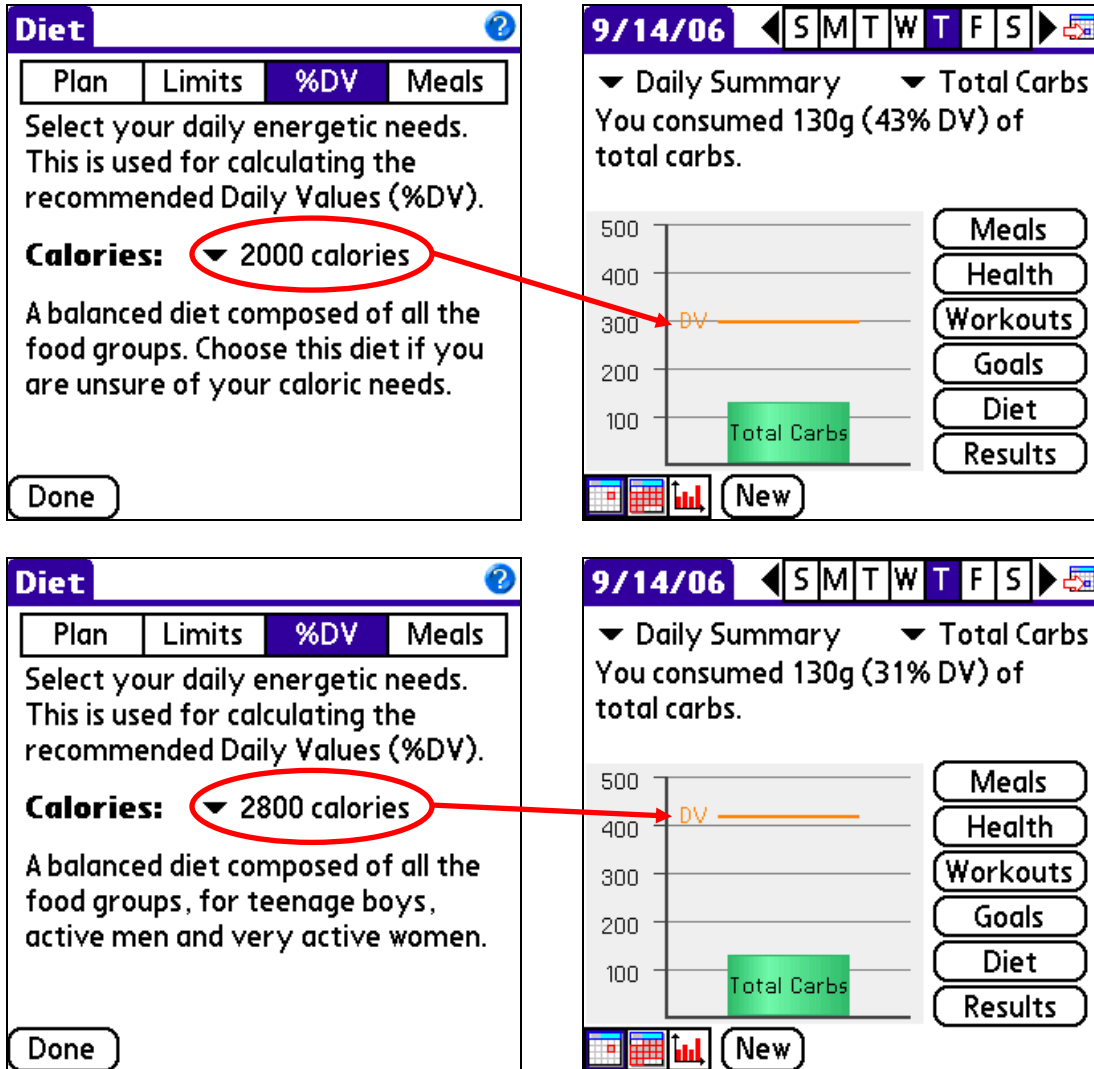 Diet
?
Plan Limits %DV Meals
Select your daily energetic needs.
This is used for calculating the
recommended Daily Values (%DV).
Calories: 2000 calories
A balanced diet composed of all the
food groups. Choose this diet if you
are unsure of your caloric needs.
Done
9/14/06 S M T W T F S
Daily Summary Total Carbs
You consumed 130g (43% DV) of
total carbs.
500
400
300
200
100
DV
Total Carbs
Meals
Health
Workouts
Goals
Diet
Results
New
Diet
?
Plan Limits %DV Meals
Select your daily energetic needs.
This is used for calculating the
recommended Daily Values (%DV).
Calories: 2800 calories
A balanced diet composed of all the
food groups, for teenage boys,
active men and very active women.
Done
9/14/06 S M T W T F S
Daily Summary Total Carbs
You consumed 130g (31% DV) of
total carbs.
500
400
300
200
100
DV
Total Carbs
Meals
Health
Workouts
Goals
Diet
Results
New